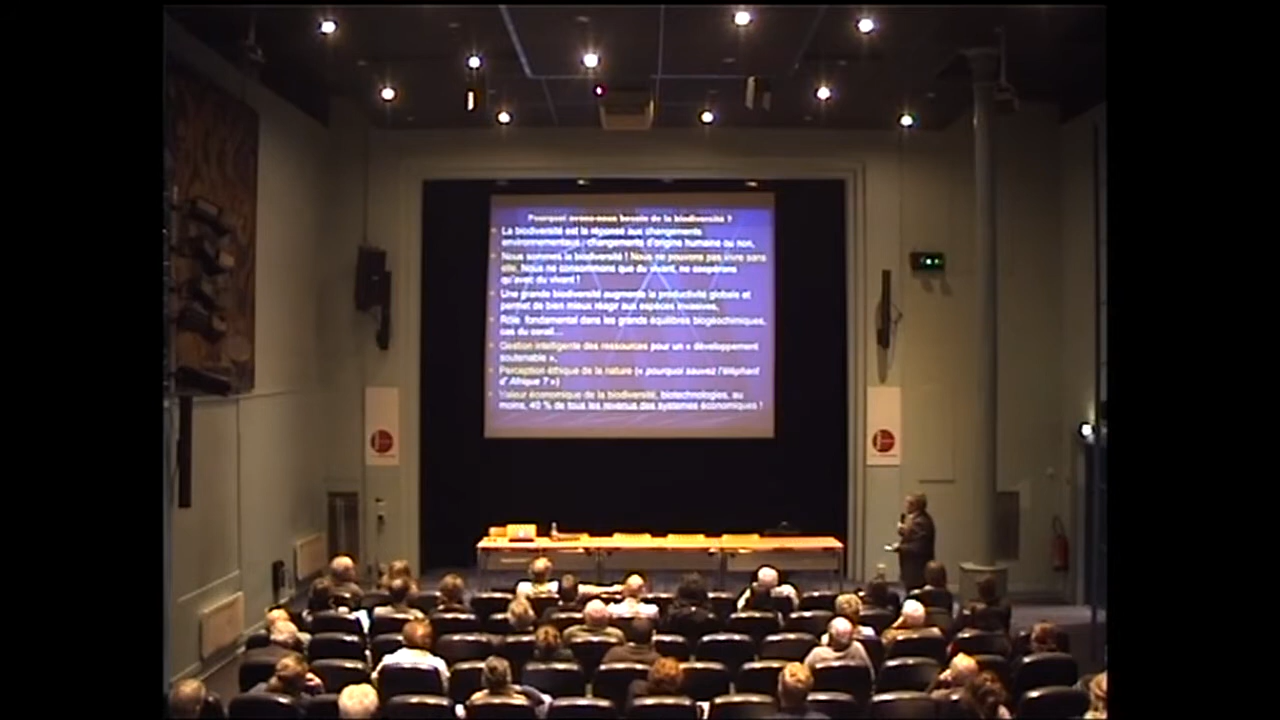 Pourquoi avons-nous besoin de la biodiversité ?
La biodiversité est la réponse aux changements
environnementaux : changements d'origine humaine ou non,
Nous sommes la biodiversité ! Nous ne pouvons pas vivre sans
elle. Nous ne consommons que du vivant, ne coopérons
qu'avec du vivant !
Une grande biodiversité augmente la productivité globale et
permet de bien mieux réagir aux espèces invasives,
Rôle fondamental dans les grands équilibres biogéochimiques,
cas du corail...
Gestion intelligente des ressources pour un « développement
soutenable »,
Perception éthique de la nature (« pourquoi sauvez l'éléphant
d'Afrique ? »)
Valeur économique de la biodiversité, biotechnologies, au
moins, 40 % de tous les revenus des systèmes économiques !